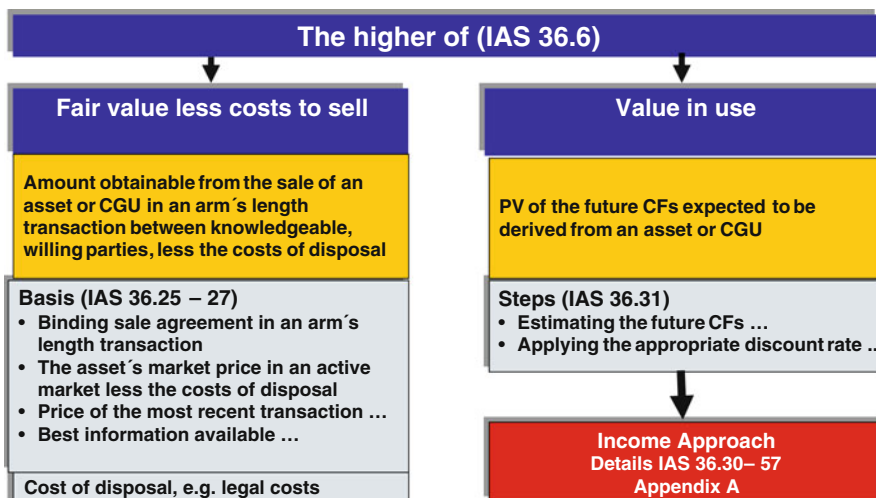 The higher of (IAS 36.6)
Fair value less costs to sell
Amount obtainable from the sale of an
asset or CGU in an arm´s length
transaction between knowledgeable,
willing parties, less the costs of disposal
Basis (IAS 36.25 – 27)
• Binding sale agreement in an arm´s
length transaction
• The asset´s market price in an active
market less the costs of disposal
• Price of the most recent transaction …
• Best information available …
Cost of disposal, e.g. legal costs
Value in use
PV of the future CFs expected to be
derived from an asset or CGU
Steps (IAS 36.31)
• Estimating the future CFs …
• Applying the appropriate discount rate ..
Income Approach
Details IAS 36.30– 57
Appendix A